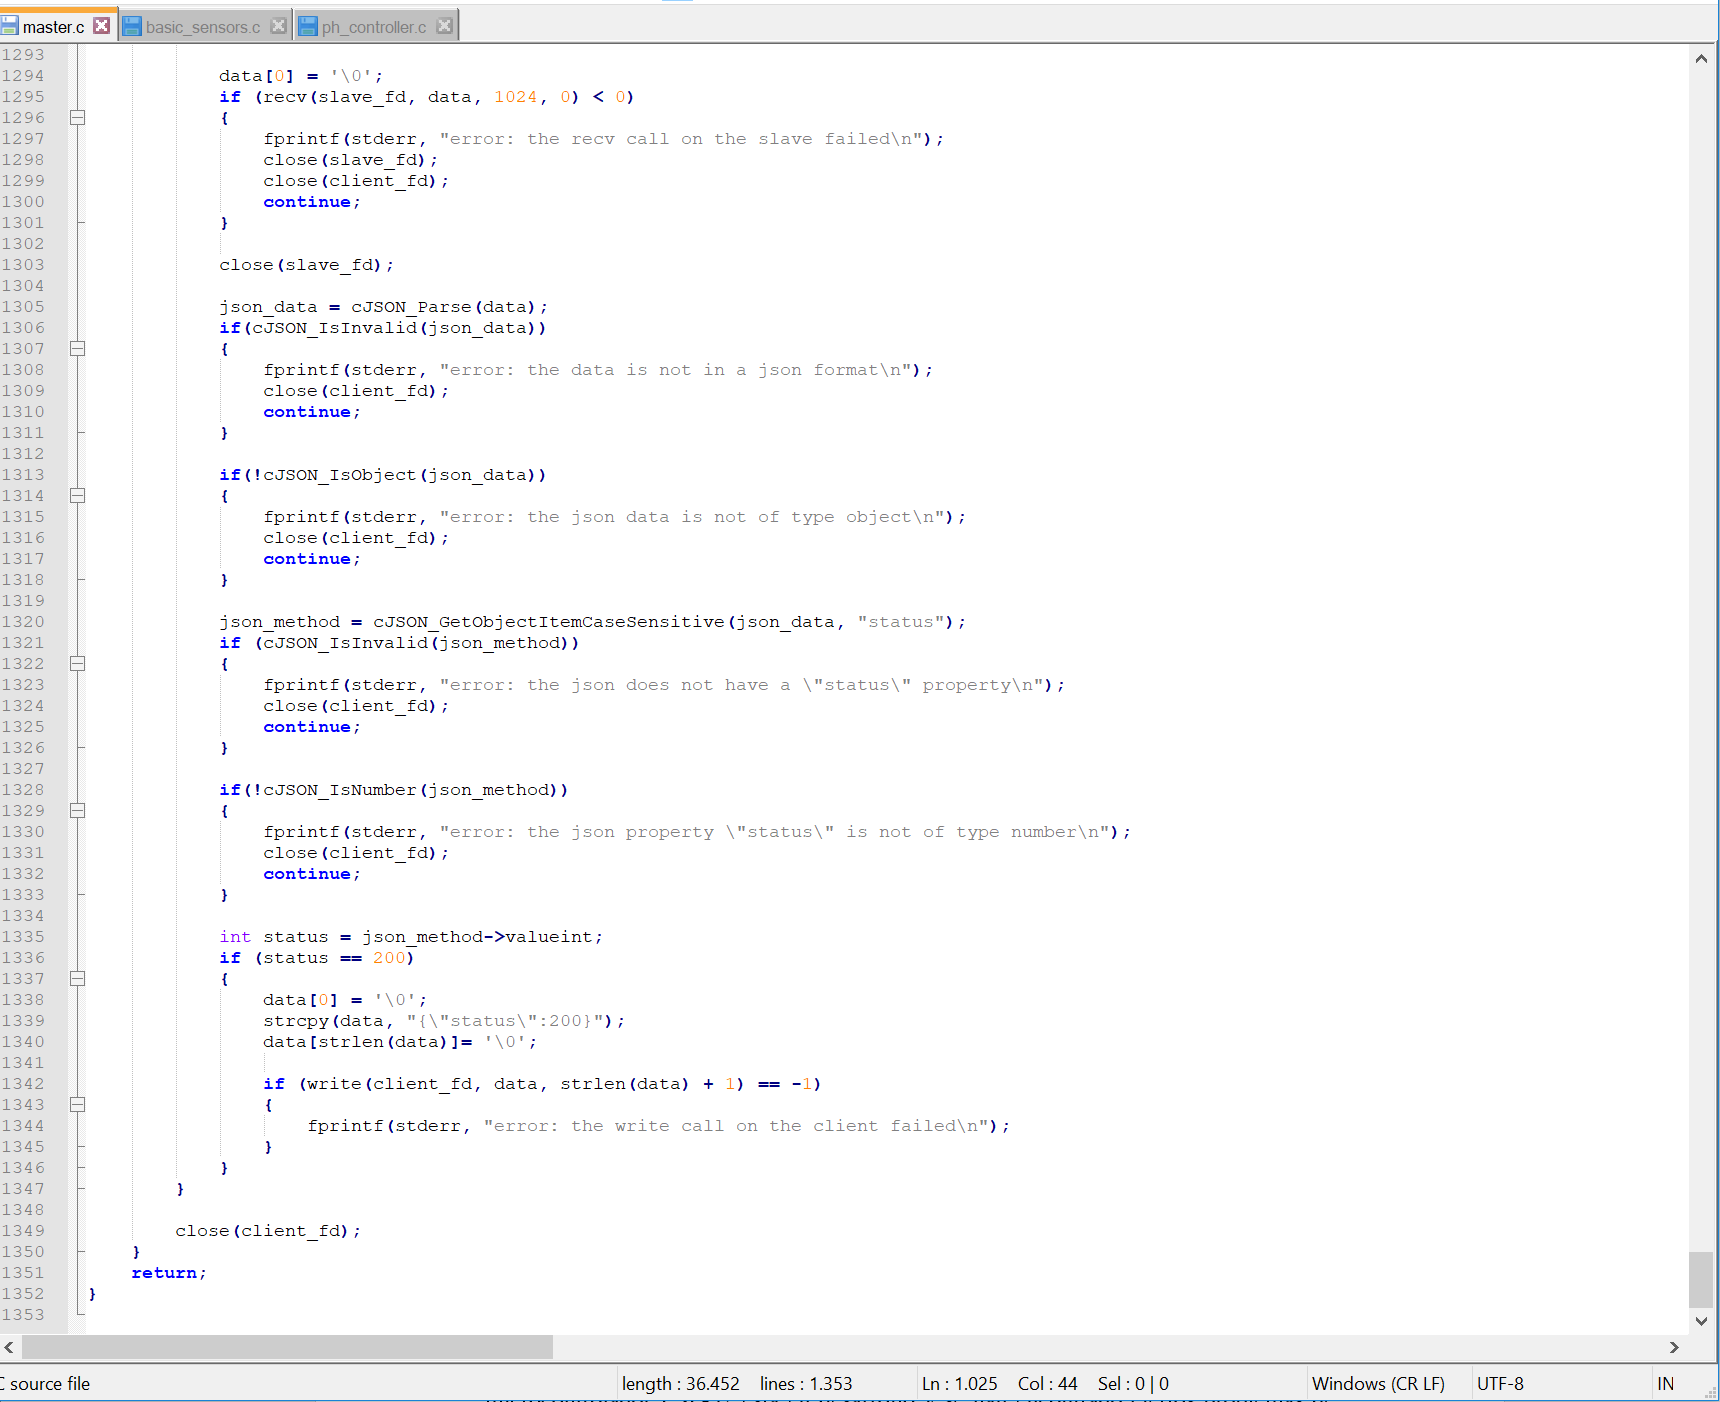 master.c basic_sensors.c ph_controller.c
1293
1294 data[0] = '\0';
1295 if (recv(slave_fd, data, 1024, 0) < 0)
1296 {
1297 fprintf(stderr, "error: the recv call on the slave failed\n");
1298 close(slave_fd);
1299 close(client_fd);
1300 continue;
1301 }
1302
1303 close(slave_fd);
1304
1305 json_data = cJSON_Parse(data);
1306 if(cJSON_IsInvalid(json_data))
1307 {
1308 fprintf(stderr, "error: the data is not in a json format\n");
1309 close(client_fd);
1310 continue;
1311 }
1312
1313 if(!cJSON_IsObject(json_data))
1314 {
1315 fprintf(stderr, "error: the json data is not of type object\n");
1316 close(client_fd);
1317 continue;
1318 }
1319
1320 json_method = cJSON_GetObjectItemCaseSensitive(json_data, "status");
1321 if (cJSON_IsInvalid(json_method))
1322 {
1323 fprintf(stderr, "error: the json does not have a \"status\" property\n");
1324 close(client_fd);
1325 continue;
1326 }
1327
1328 if(!cJSON_IsNumber(json_method))
1329 {
1330 fprintf(stderr, "error: the json property \"status\" is not of type number\n");
1331 close(client_fd);
1332 continue;
1333 }
1334
1335 int status = json_method->valueint;
1336 if (status == 200)
1337 {
1338 data[0] = '\0';
1339 strcpy(data, "{\"status\":200}");
1340 data[strlen(data)]= '\0';
1341
1342 if (write(client_fd, data, strlen(data) + 1) == -1)
1343 {
1344 fprintf(stderr, "error: the write call on the client failed\n");
1345 }
1346 }
1347 }
1348
1349 close(client_fd);
1350 }
1351 return;
1352 }
1353
C source file length : 36.452 lines : 1.353 Ln : 1.025 Col : 44 Sel : 0 | 0 Windows (CR LF) UTF-8 IN